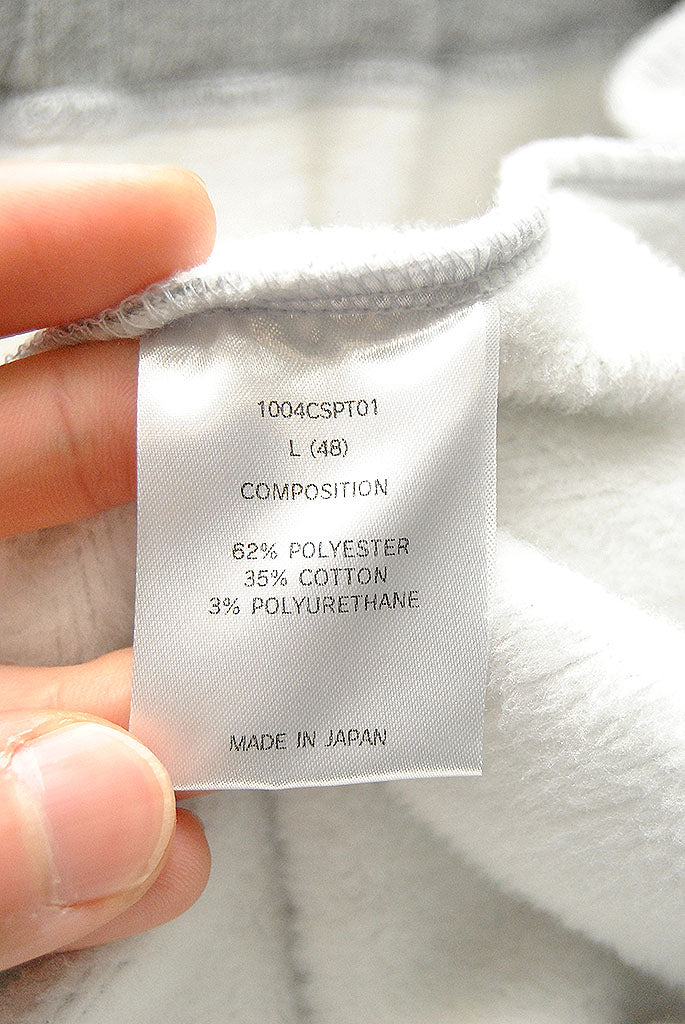 1004CSPT01
L (48)
COMPOSITION
62% POLYESTER
35% COTTON
3% POLYURETHANE
MADE IN JAPAN